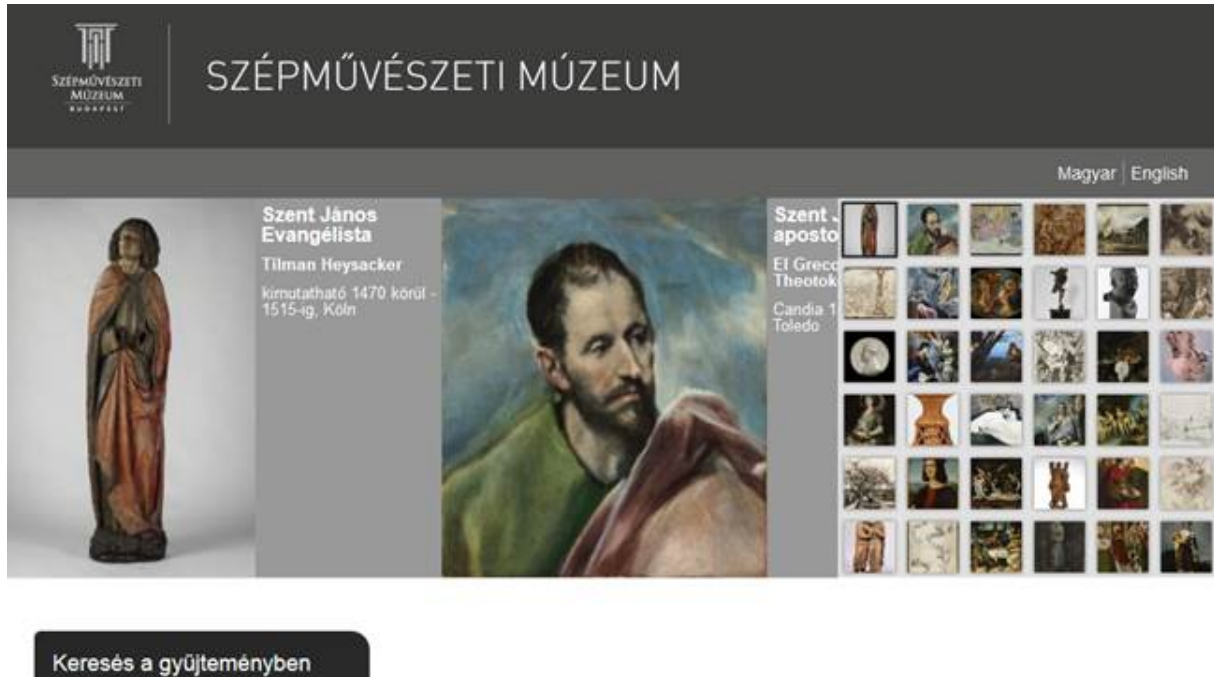 SZÉPMŰVÉSZETI
MÚZEUM
BUDAPEST
SZÉPMŰVÉSZETI MÚZEUM
Magyar English
Szent János
Evangélista
Tilman Heysacker
kimutatható 1470 körül -
1515-ig, Köln
Szent
aposto
El Greco
Theotok
Candia 1
Toledo
Keresés a gyűjteményben